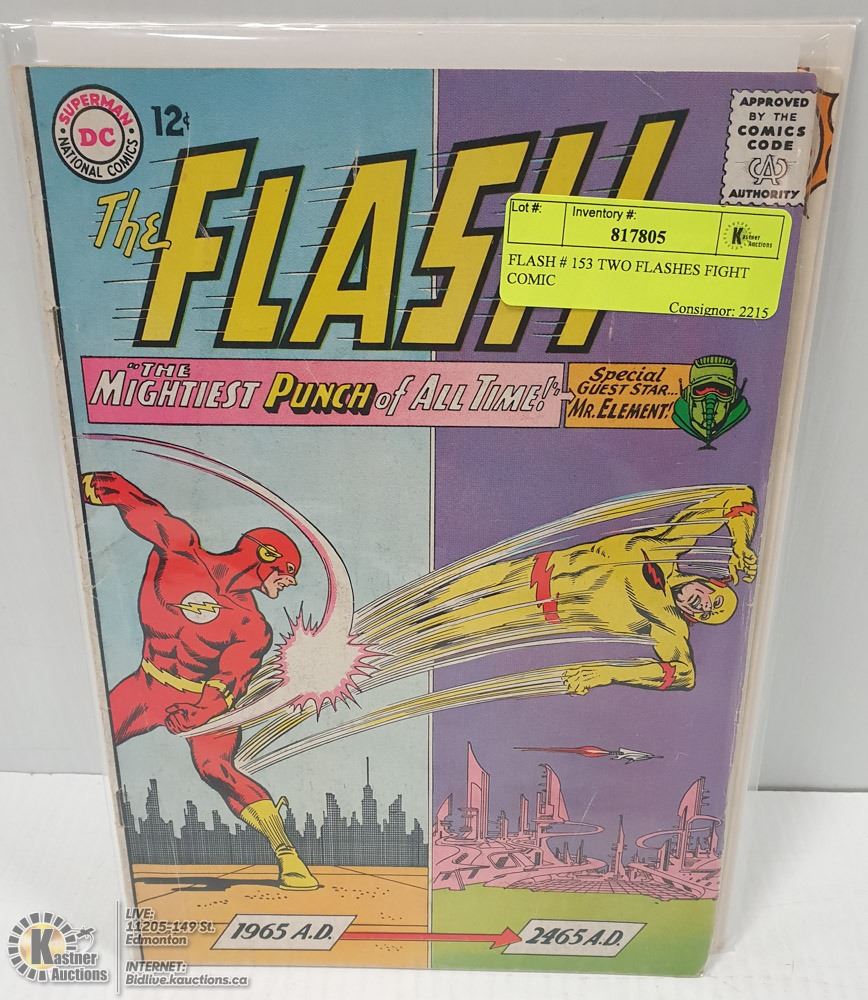 SUPERMAN
DC
NATIONAL COMICS
12¢
APPROVED
BY THE
COMICS
CODE
CA
AUTHORITY
The
FLASH
Lot #:
Inventory #:
817805
Kastner
Auctions
FLASH # 153 TWO FLASHES FIGHT
COMIC
Consignor: 2215
"THE
MIGHTIEST PUNCH of ALL TIME!"
Special
GUEST STAR...
MR. ELEMENT!
1965 A.D.
2465 A.D.
Kastner
Auctions
LIVE:
11205-149 St.
Edmonton
INTERNET:
Bidlive.kauctions.ca